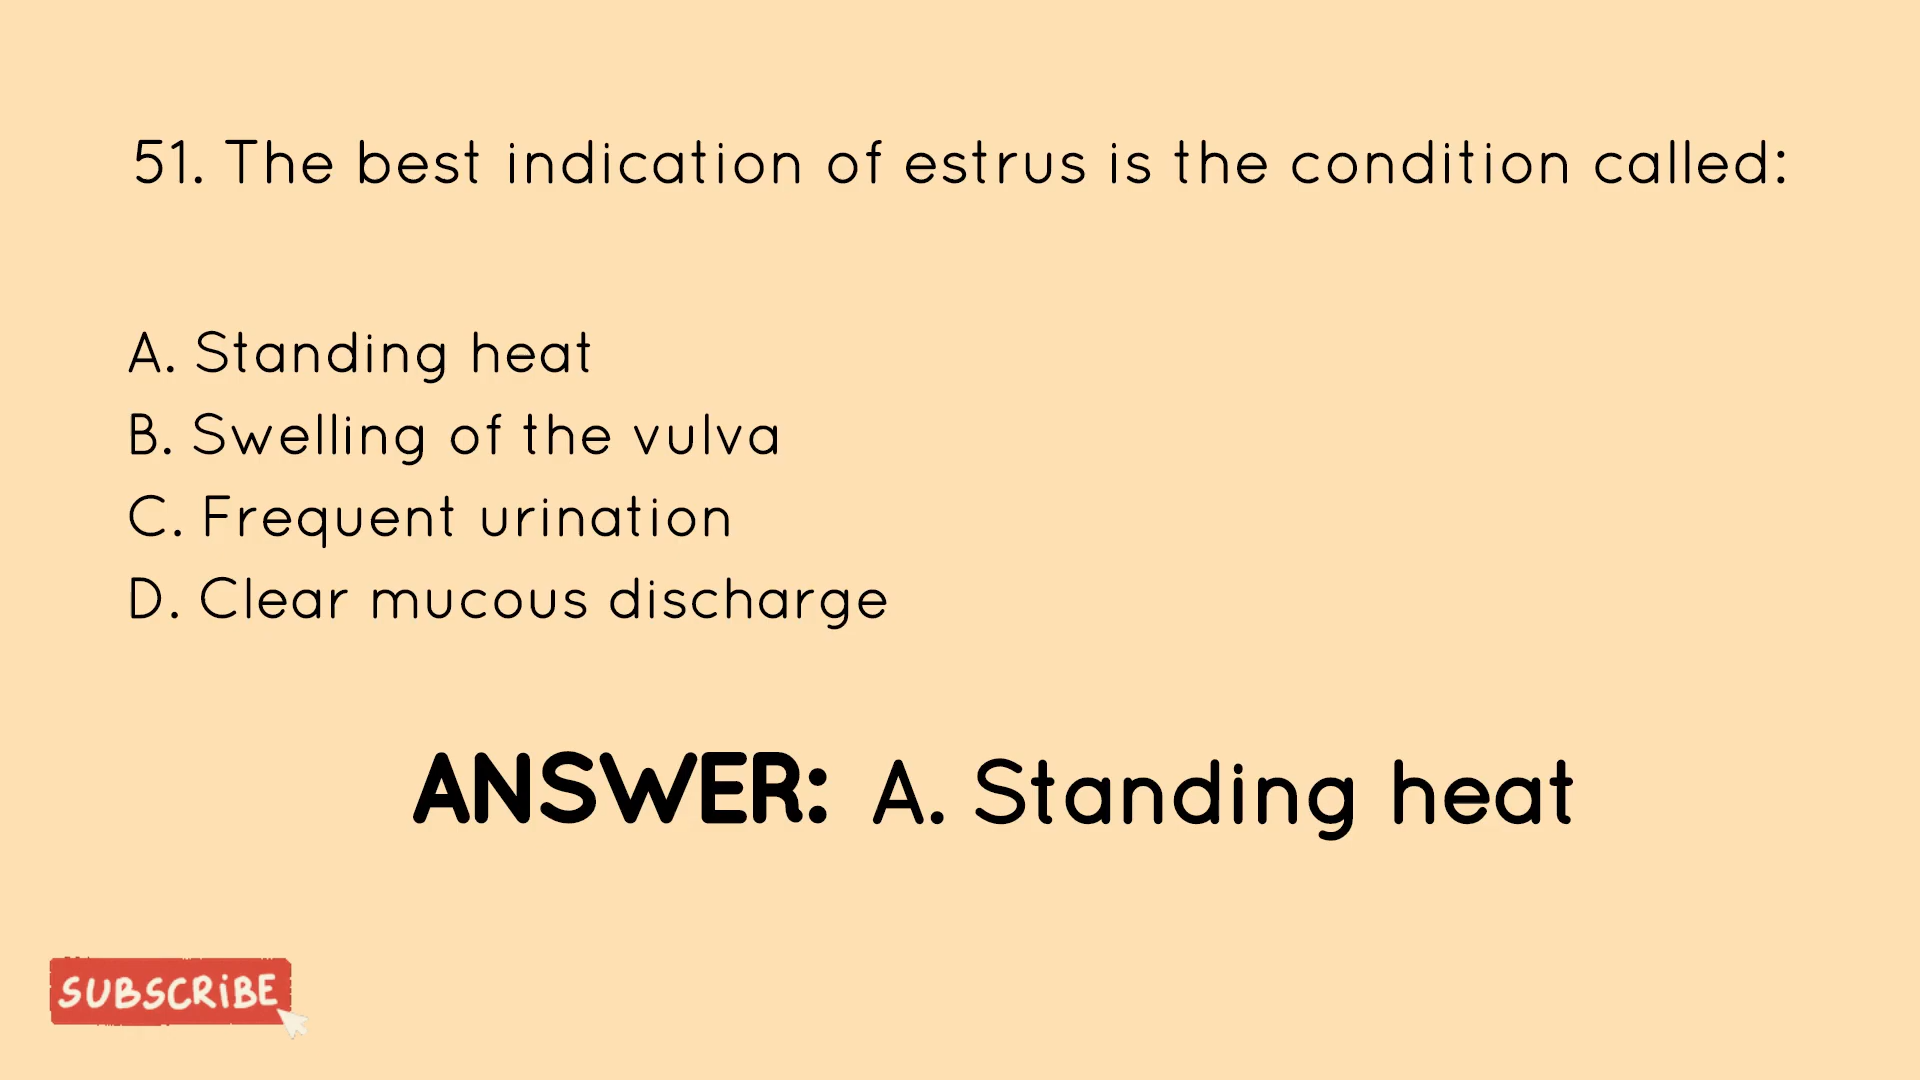 51. The best indication of estrus is the condition called:
A. Standing heat
B. Swelling of the vulva
C. Frequent urination
D. Clear mucous discharge
ANSWER: A. Standing heat
SUBSCRiBE